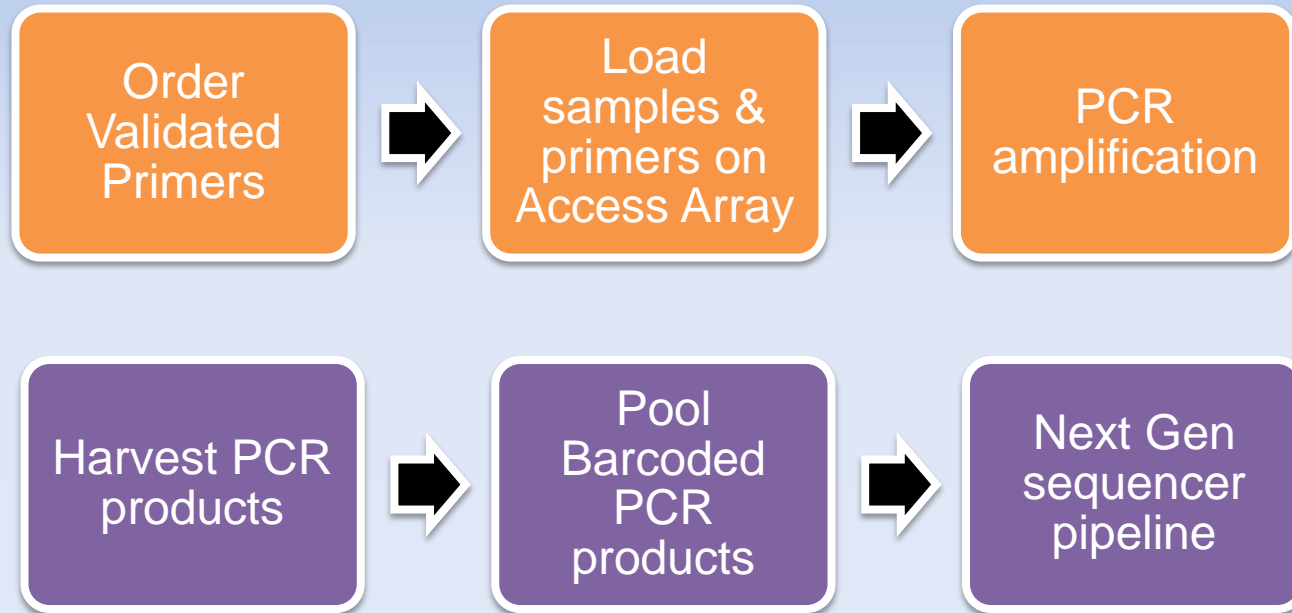 Order
Validated
Primers
Load
samples &
primers on
Access Array
PCR
amplification
Harvest PCR
products
Pool
Barcoded
PCR
products
Next Gen
sequencer
pipeline